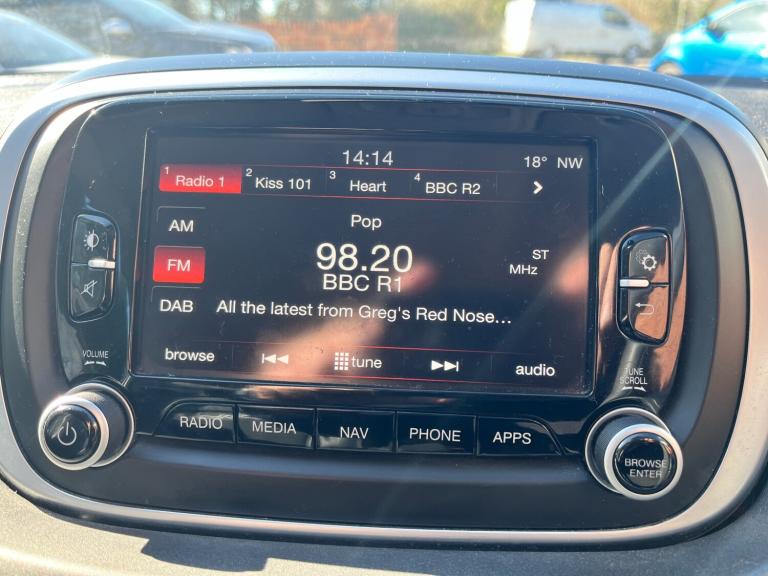 14:14
18° NW
1 Radio 1 2 Kiss 101 3 Heart 4 BBC R2
AM
Pop
FM
98.20
ST
MHz
BBC R1
DAB
All the latest from Greg's Red Nose...
browse
tune
audio
VOLUME
TUNE
SCROLL
RADIO
MEDIA
NAV
PHONE
APPS
BROWSE
ENTER